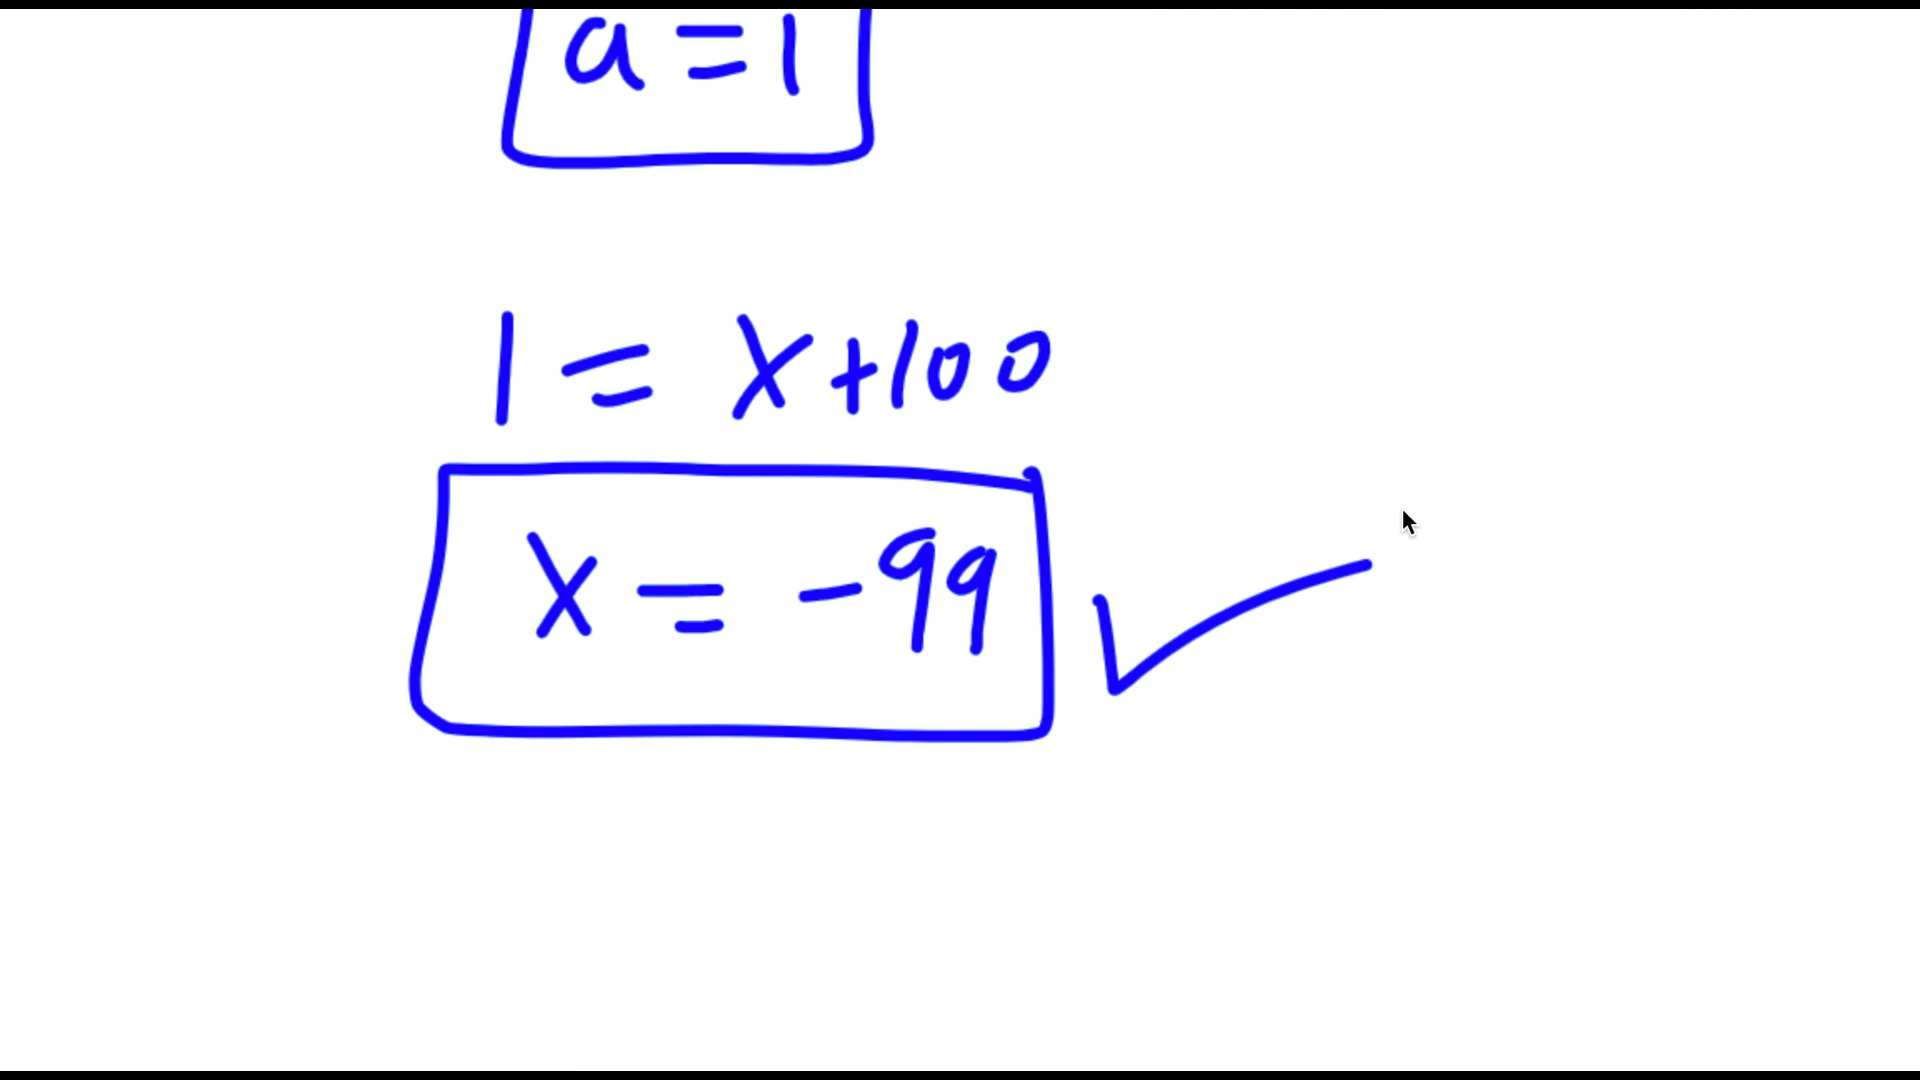 a = 1
1 = x+100
x = -99